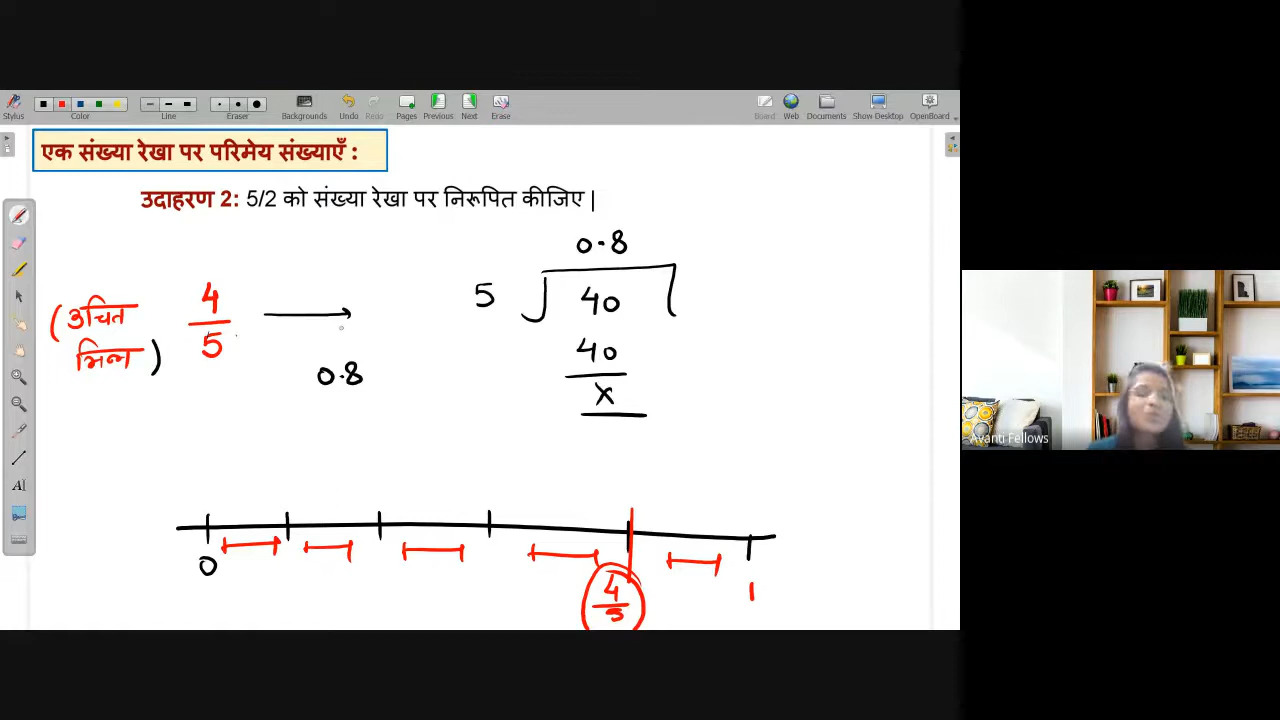 Stylus
Color
Line
Eraser
Backgrounds
Undo
Redo
Pages
Previous
Next
Erase
Board
Web
Documents
Show Desktop
OpenBoard
एक संख्या रेखा पर परिमेय संख्याएँ :
उदाहरण 2: 5/2 को संख्या रेखा पर निरूपित कीजिए |
0.8
5 40
40
x
(उचित भिन्न) 4/5
0.8
0
4/5
1
Avanti Fellows